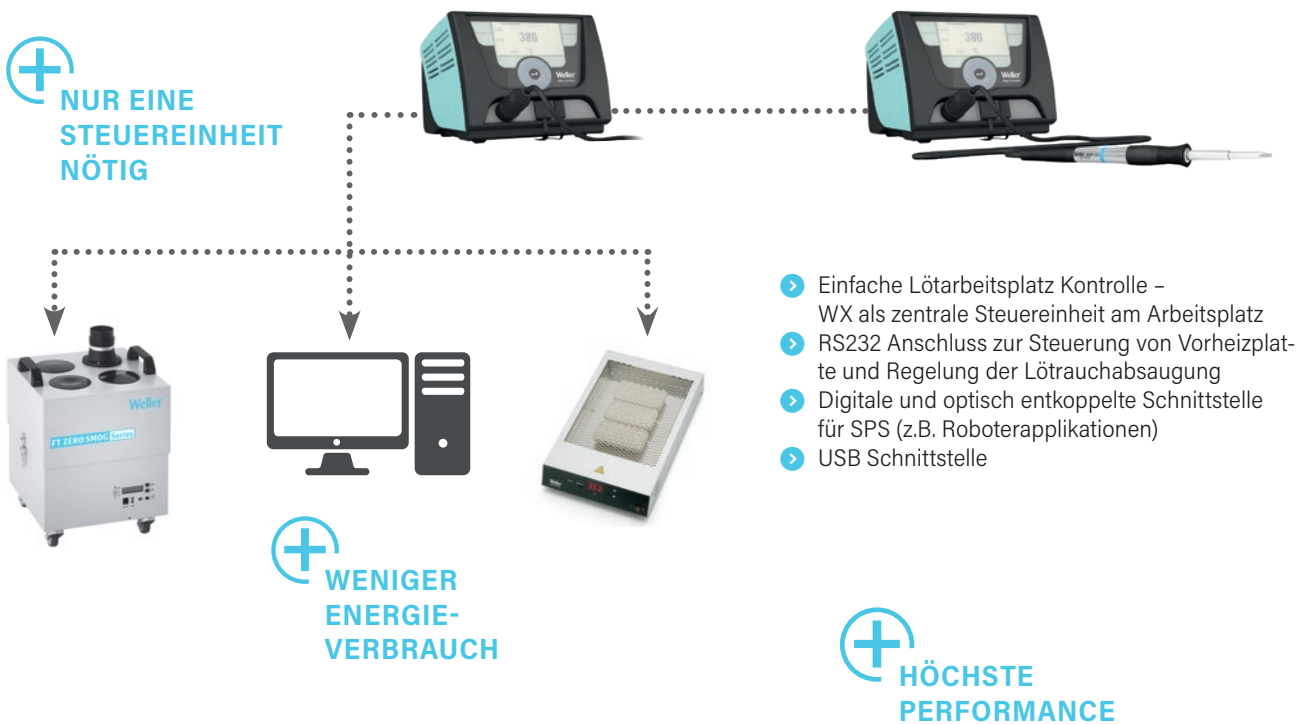 380
°C
Weller
380
°C
Weller
NUR EINE
STEUEREINHEIT
NÖTIG
Einfache Lötarbeitsplatz Kontrolle –
WX als zentrale Steuereinheit am Arbeitsplatz
RS232 Anschluss zur Steuerung von Vorheizplat-
te und Regelung der Lötrauchabsaugung
Digitale und optisch entkoppelte Schnittstelle
für SPS (z.B. Roboterapplikationen)
USB Schnittstelle
Weller
FT ZERO SMOG Series
Weller
WENIGER
ENERGIE-
VERBRAUCH
HÖCHSTE
PERFORMANCE